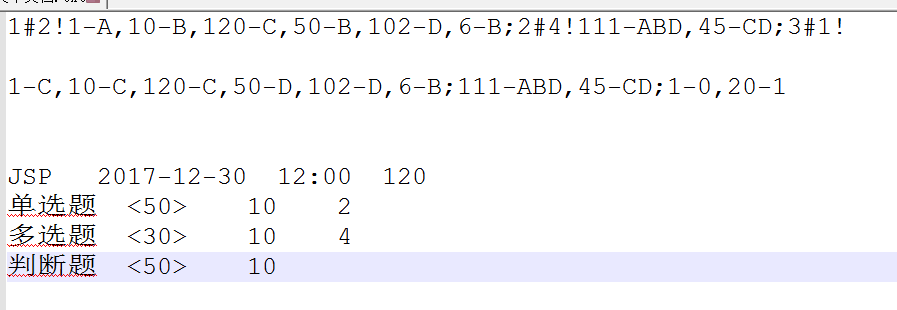 1#2!1-A,10-B,120-C,50-B,102-D,6-B;2#4!111-ABD,45-CD;3#1!
1-C,10-C,120-C,50-D,102-D,6-B;111-ABD,45-CD;1-0,20-1
JSP 2017-12-30 12:00 120
单选题 <50> 10 2
多选题 <30> 10 4
判断题 <50> 10